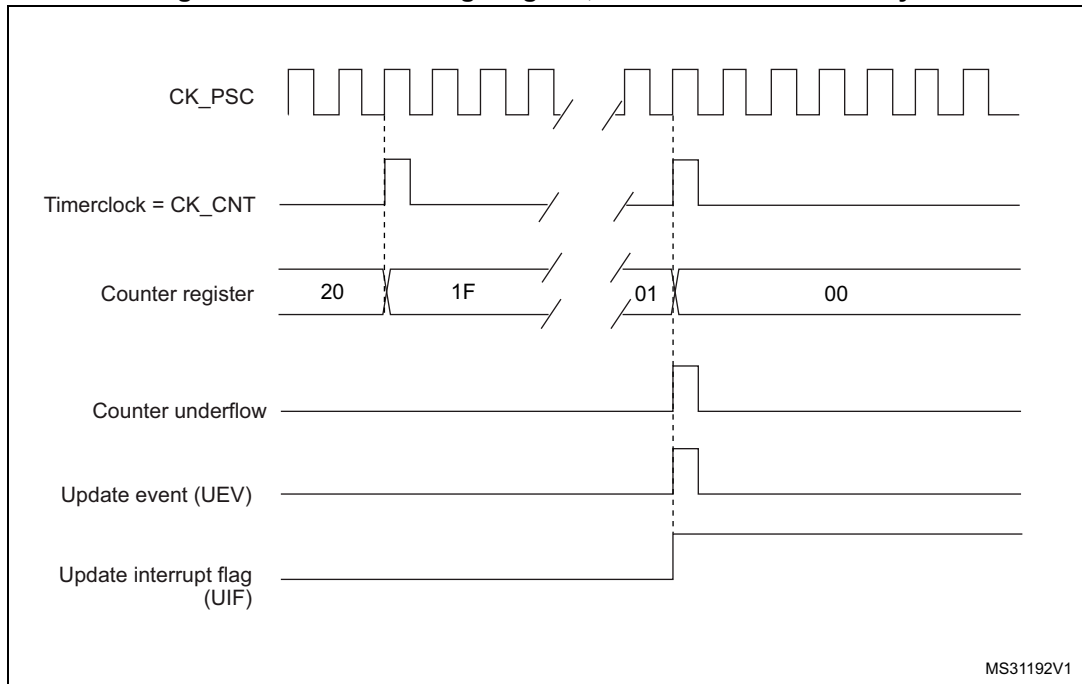 CK_PSC
Timerclock = CK_CNT
Counter register 20 1F 01 00
Counter underflow
Update event (UEV)
Update interrupt flag
(UIF)
MS31192V1